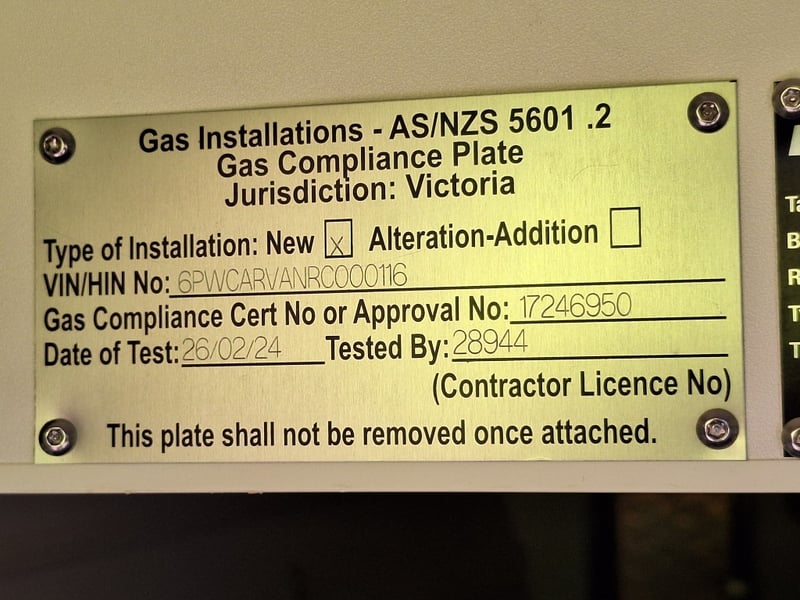 Gas Installations - AS/NZS 5601 .2
Gas Compliance Plate
Jurisdiction: Victoria
Type of Installation: New x Alteration-Addition
VIN/HIN No: 6PWCARVANRC000116
Gas Compliance Cert No or Approval No: 17246950
Date of Test: 26/02/24 Tested By: 28944
(Contractor Licence No)
This plate shall not be removed once attached.